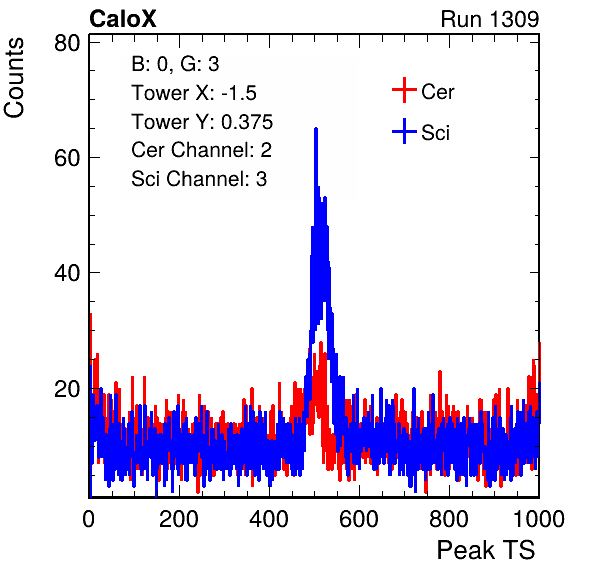 CaloX Run 1309
Counts
80
B: 0, G: 3
Tower X: -1.5
Tower Y: 0.375
Cer Channel: 2
Sci Channel: 3
Cer
Sci
60
40
20
0 200 400 600 800 1000
Peak TS